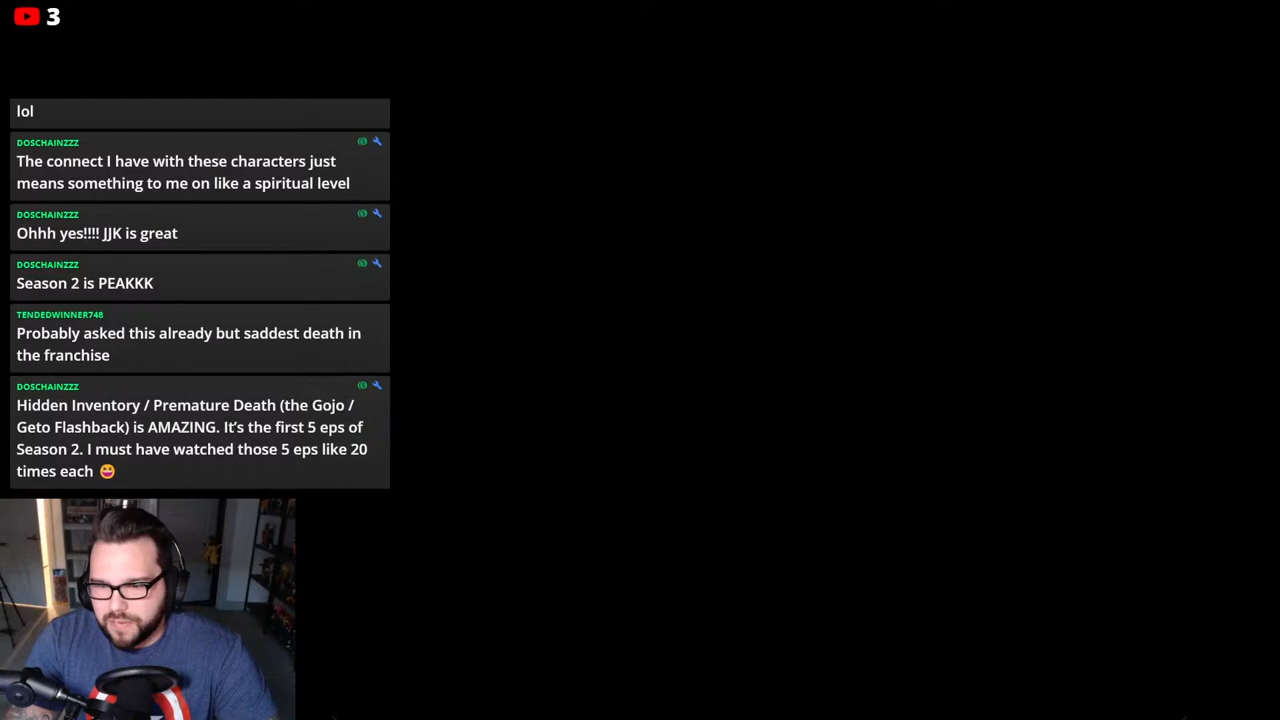 3
lol
DOSCHAINZZZ
The connect I have with these characters just
means something to me on like a spiritual level
DOSCHAINZZZ
Ohhh yes!!!! JJK is great
DOSCHAINZZZ
Season 2 is PEAKKK
TENDEDWINNER748
Probably asked this already but saddest death in
the franchise
DOSCHAINZZZ
Hidden Inventory / Premature Death (the Gojo /
Geto Flashback) is AMAZING. It’s the first 5 eps of
Season 2. I must have watched those 5 eps like 20
times each 😆